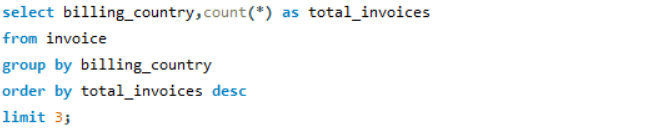 select billing_country,count(*) as total_invoices
from invoice
group by billing_country
order by total_invoices desc
limit 3;